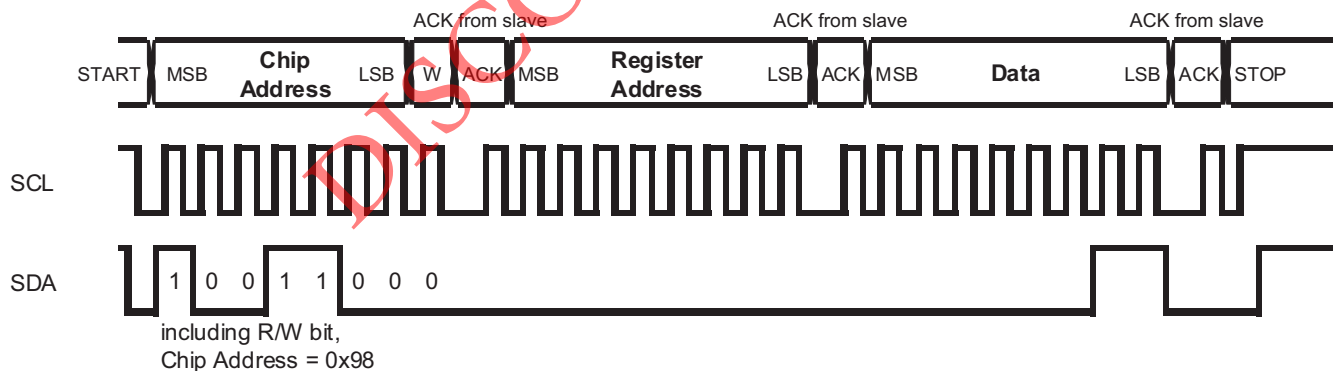 ACK from slave ACK from slave ACK from slave
START MSB Chip Address LSB W ACK MSB Register Address LSB ACK MSB Data LSB ACK STOP
SCL
SDA 1 0 0 1 1 0 0 0
including R/W bit,
Chip Address = 0x98